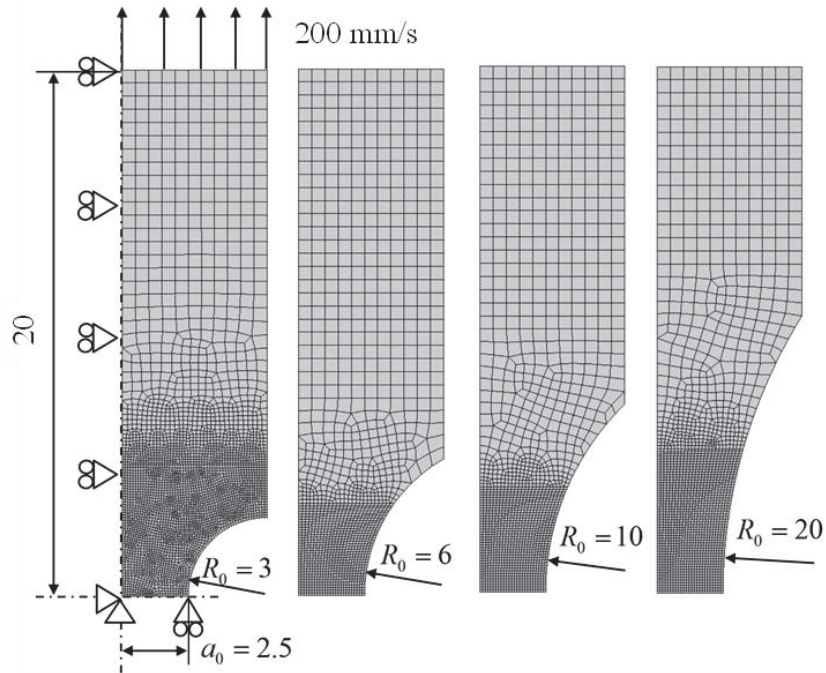 200 mm/s
20
R₀ = 3
R₀ = 6
R₀ = 10
R₀ = 20
a₀ = 2.5